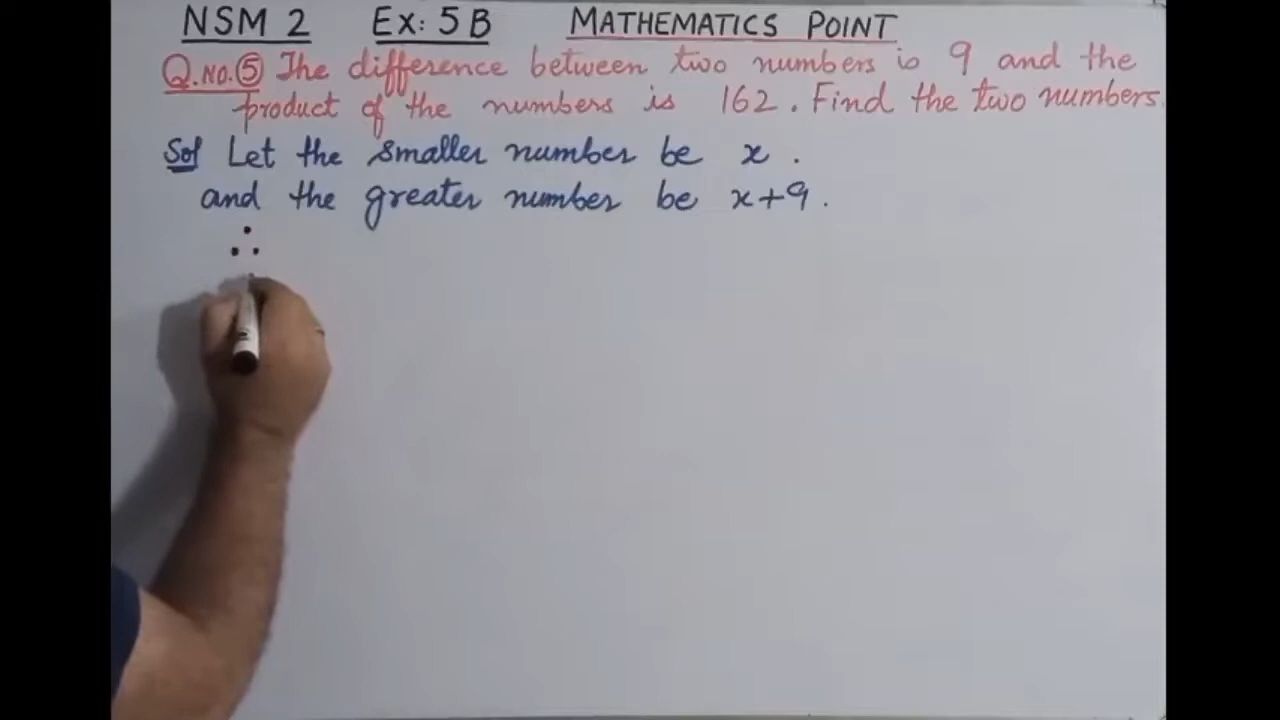 NSM 2 Ex: 5B MATHEMATICS POINT
Q.NO.⑤ The difference between two numbers is 9 and the
product of the numbers is 162. Find the two numbers.
Sol Let the smaller number be x.
and the greater number be x+9.
∴